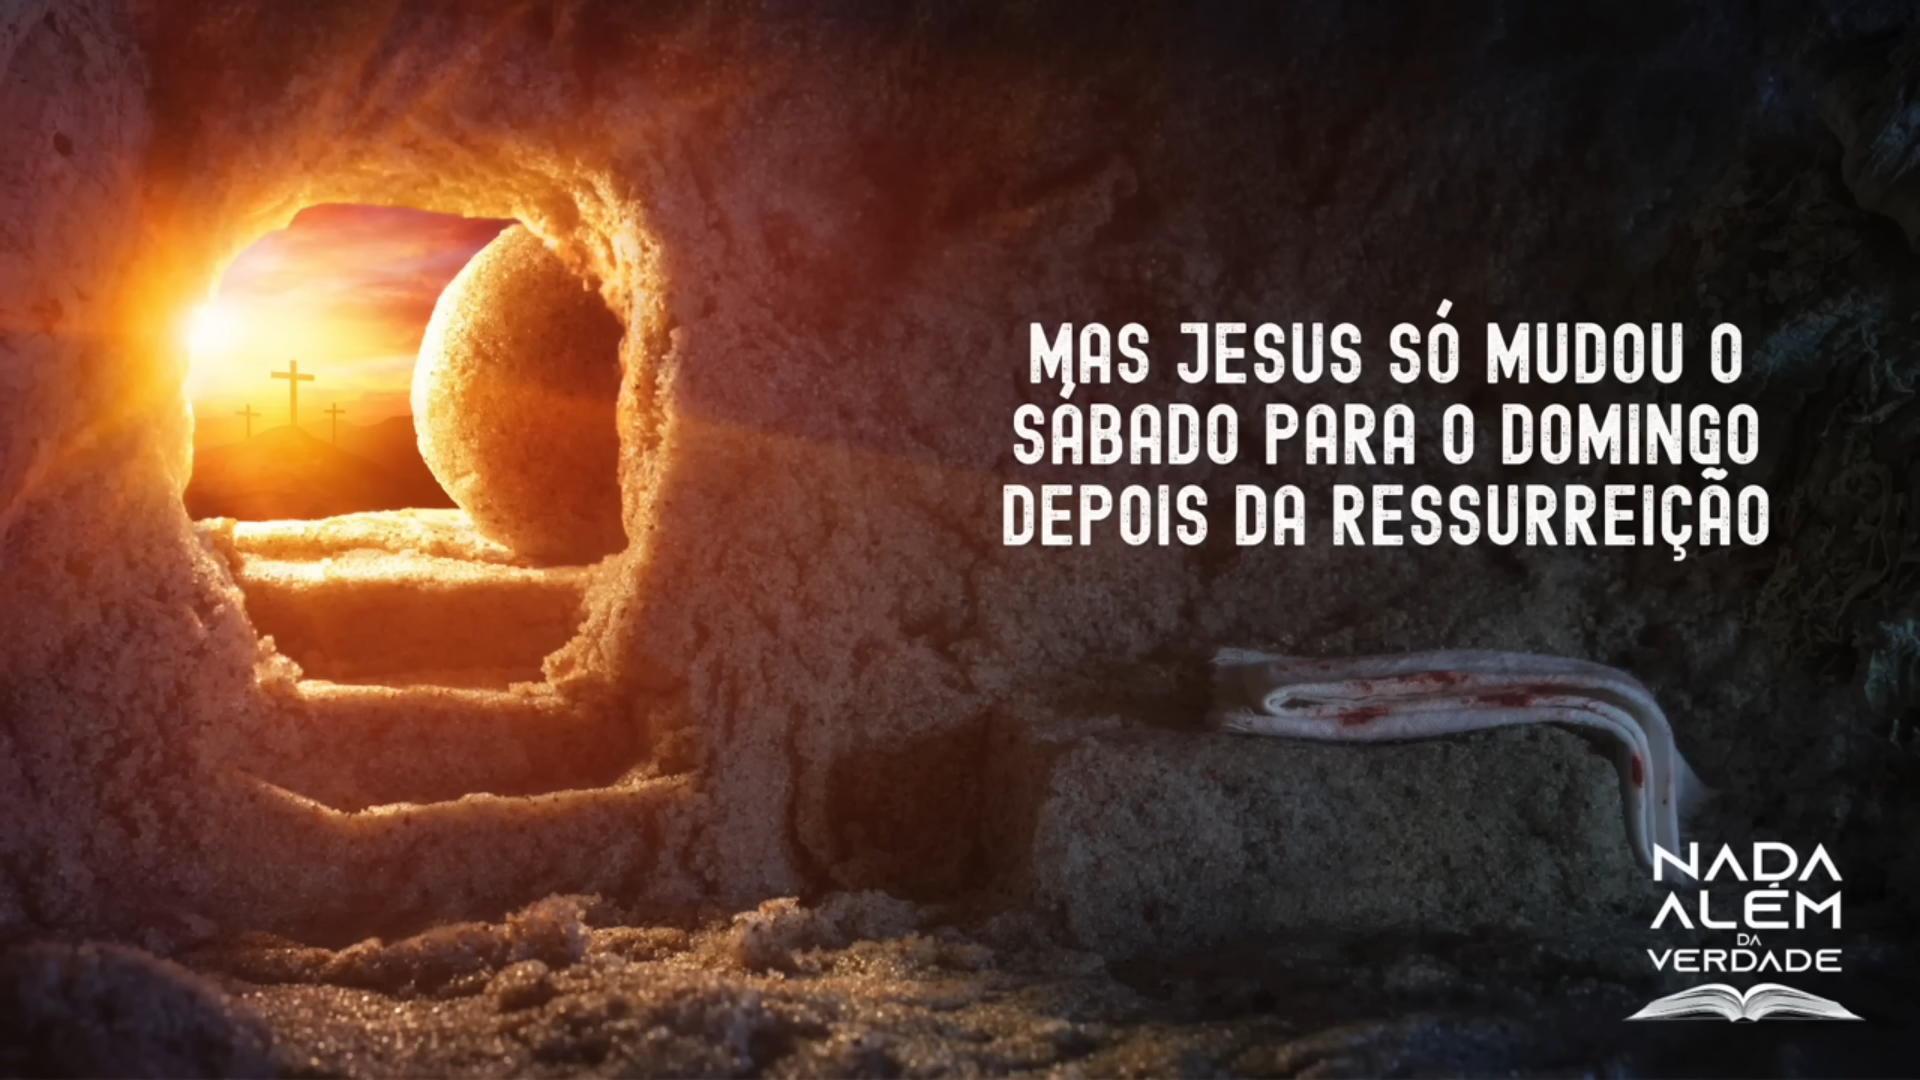 MAS JESUS SÓ MUDOU O
SÁBADO PARA O DOMINGO
DEPOIS DA RESSURREIÇÃO
NADA
ALÉM
DA
VERDADE